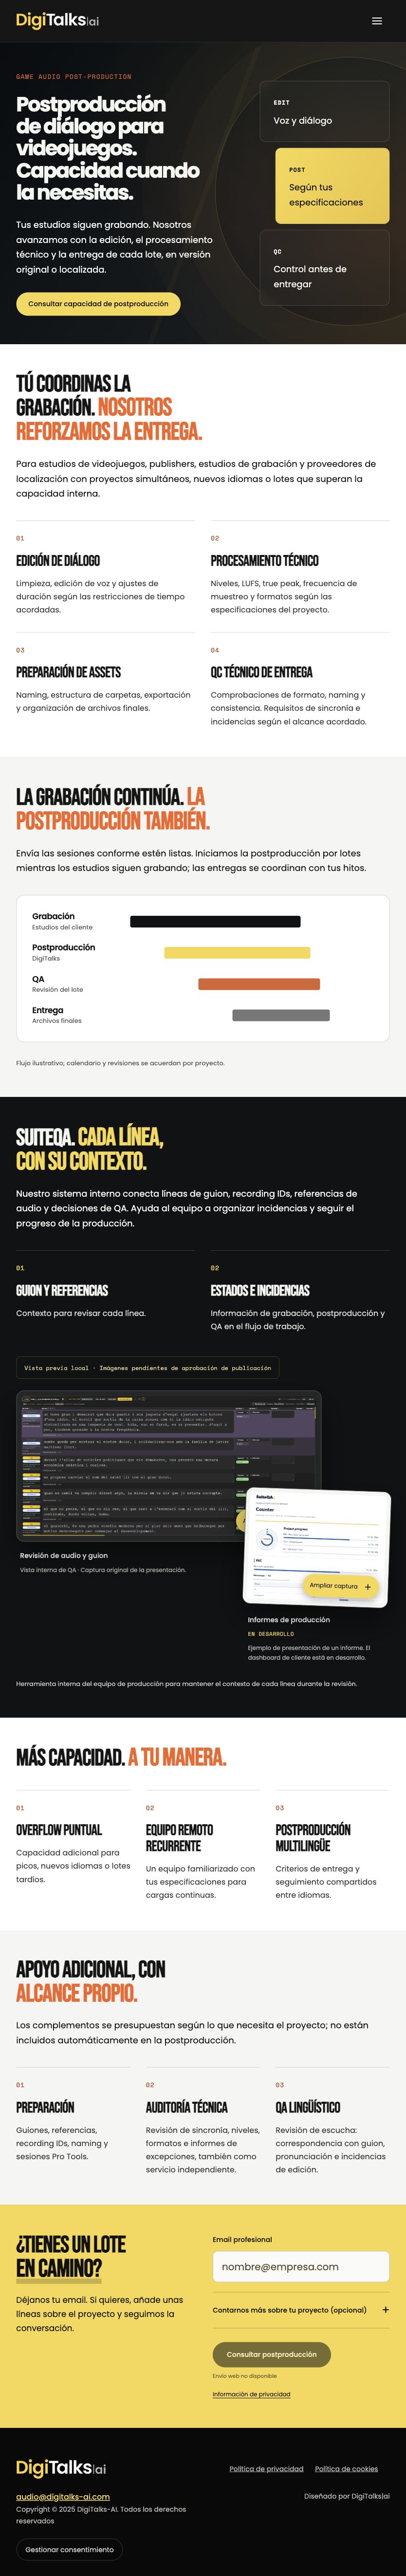 DigiTalks|ai
GAME AUDIO POST-PRODUCTION
Postproducción
de diálogo para
videojuegos.
Capacidad cuando
la necesitas.
Tus estudios siguen grabando. Nosotros
avanzamos con la edición, el procesamiento
técnico y la entrega de cada lote, en versión
original o localizada.
Consultar capacidad de postproducción
EDIT
Voz y diálogo
POST
Según tus
especificaciones
QC
Control antes de
entregar
TÚ COORDINAS LA
GRABACIÓN. NOSOTROS
REFORZAMOS LA ENTREGA.
Para estudios de videojuegos, publishers, estudios de grabación y proveedores de
localización con proyectos simultáneos, nuevos idiomas o lotes que superan la
capacidad interna.
01
EDICIÓN DE DIÁLOGO
Limpieza, edición de voz y ajustes de
duración según las restricciones de tiempo
acordadas.
02
PROCESAMIENTO TÉCNICO
Niveles, LUFS, true peak, frecuencia de
muestreo y formatos según las
especificaciones del proyecto.
03
PREPARACIÓN DE ASSETS
Naming, estructura de carpetas, exportación
y organización de archivos finales.
04
QC TÉCNICO DE ENTREGA
Comprobaciones de formato, naming y
consistencia. Requisitos de sincronía e
incidencias según el alcance acordado.
LA GRABACIÓN CONTINÚA. LA
POSTPRODUCCIÓN TAMBIÉN.
Envía las sesiones conforme estén listas. Iniciamos la postproducción por lotes
mientras los estudios siguen grabando; las entregas se coordinan con tus hitos.
Grabación
Estudios del cliente
Postproducción
DigiTalks
QA
Revisión del lote
Entrega
Archivos finales
Flujo ilustrativo; calendario y revisiones se acuerdan por proyecto.
SUITEQA. CADA LÍNEA,
CON SU CONTEXTO.
Nuestro sistema interno conecta líneas de guion, recording IDs, referencias de
audio y decisiones de QA. Ayuda al equipo a organizar incidencias y seguir el
progreso de la producción.
01
GUION Y REFERENCIAS
Contexto para revisar cada línea.
02
ESTADOS E INCIDENCIAS
Información de grabación, postproducción y
QA en el flujo de trabajo.
Vista previa local · Imágenes pendientes de aprobación de publicación
SuiteQA.
Counter
Project progress
Ampliar captura +
Revisión de audio y guion
Vista interna de QA · Captura original de la presentación.
Informes de producción
EN DESARROLLO
Ejemplo de presentación de un informe. El
dashboard de cliente está en desarrollo.
Herramienta interna del equipo de producción para mantener el contexto de cada línea durante la revisión.
MÁS CAPACIDAD. A TU MANERA.
01
OVERFLOW PUNTUAL
Capacidad adicional para
picos, nuevos idiomas o lotes
tardíos.
02
EQUIPO REMOTO
RECURRENTE
Un equipo familiarizado con
tus especificaciones para
cargas continuas.
03
POSTPRODUCCIÓN
MULTILINGÜE
Criterios de entrega y
seguimiento compartidos
entre idiomas.
APOYO ADICIONAL, CON
ALCANCE PROPIO.
Los complementos se presupuestan según lo que necesita el proyecto; no están
incluidos automáticamente en la postproducción.
01
PREPARACIÓN
Guiones, referencias,
recording IDs, naming y
sesiones Pro Tools.
02
AUDITORÍA TÉCNICA
Revisión de sincronía, niveles,
formatos e informes de
excepciones, también como
servicio independiente.
03
QA LINGÜÍSTICO
Revisión de escucha:
correspondencia con guion,
pronunciación e incidencias
de edición.
¿TIENES UN LOTE
EN CAMINO?
Déjanos tu email. Si quieres, añade unas
líneas sobre el proyecto y seguimos la
conversación.
Email profesional
nombre@empresa.com
Contarnos más sobre tu proyecto (opcional) +
Consultar postproducción
Envío web no disponible
Información de privacidad
DigiTalks|ai
audio@digitalks-ai.com
Copyright © 2025 DigiTalks-AI. Todos los derechos
reservados
Gestionar consentimiento
Política de privacidad
Política de cookies
Diseñado por DigiTalks|ai